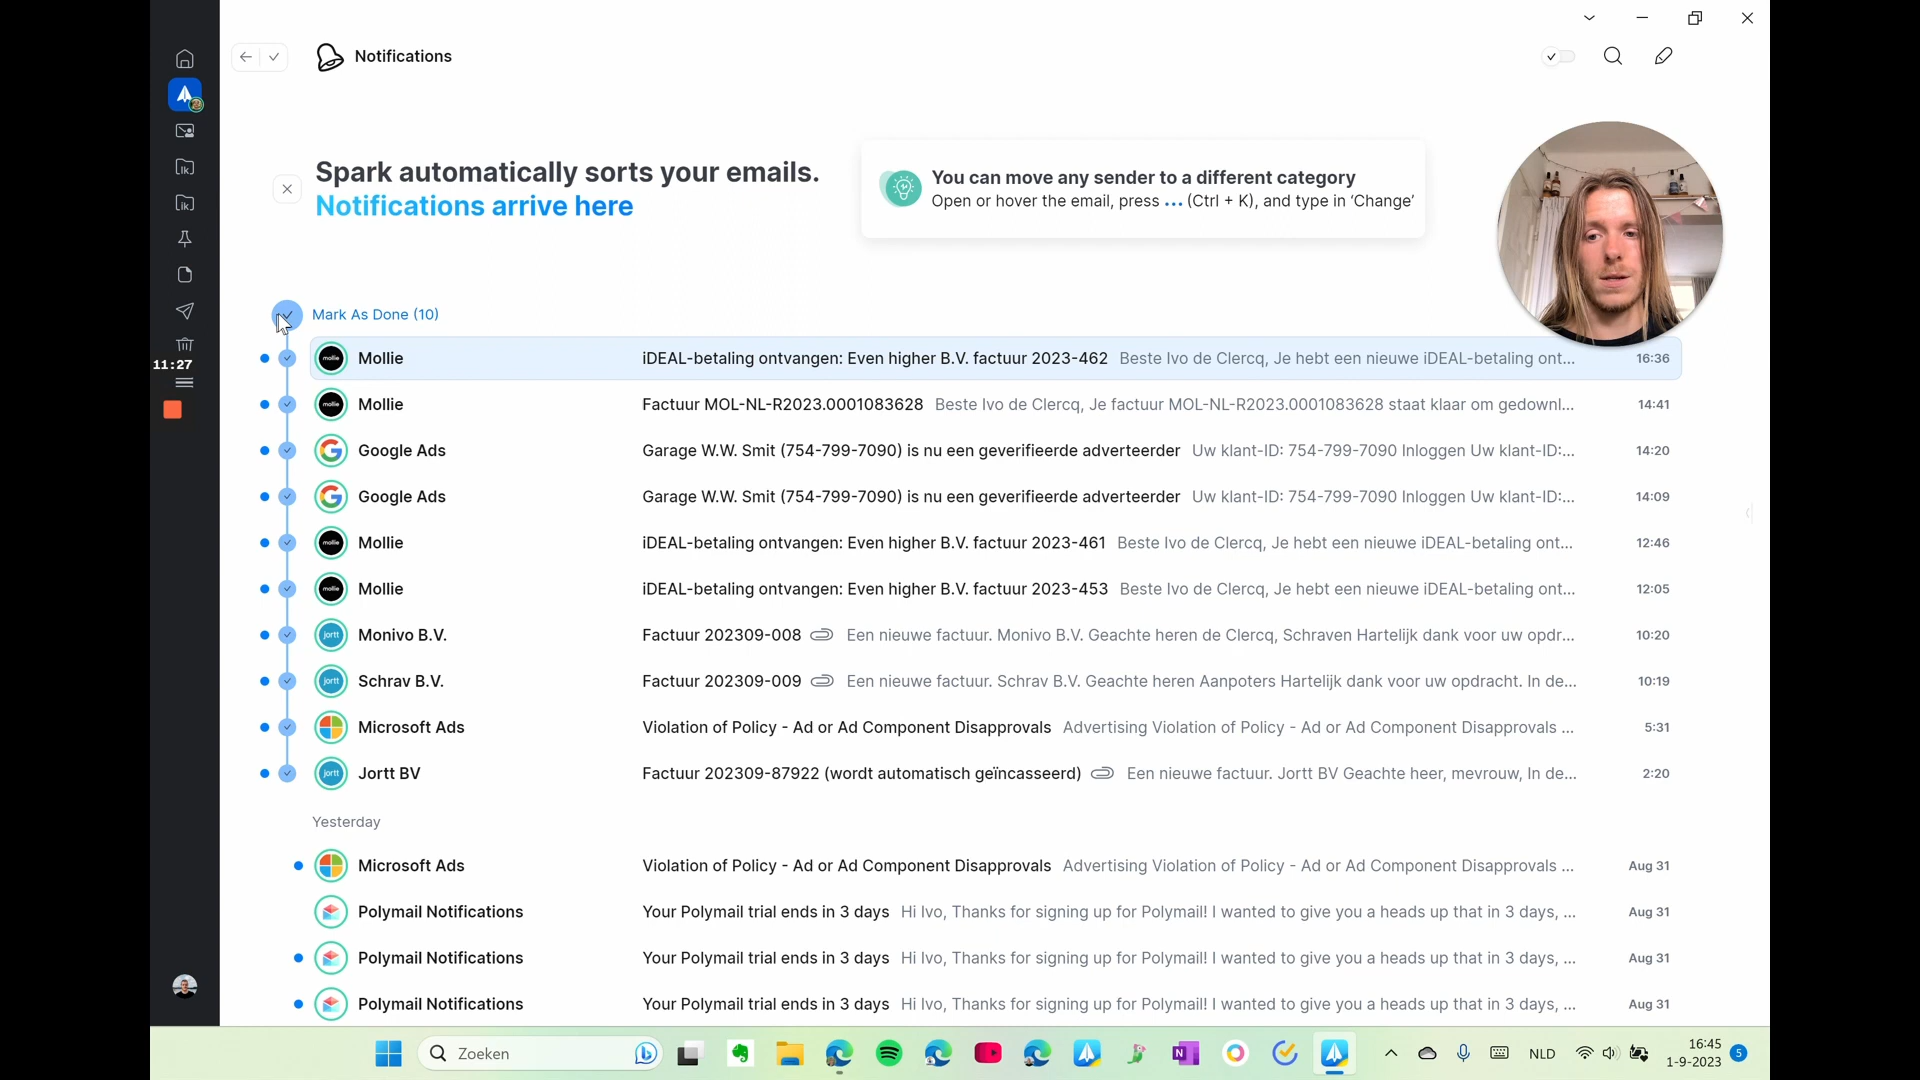 Notifications
Spark automatically sorts your emails.
Notifications arrive here
You can move any sender to a different category
Open or hover the email, press ... (Ctrl + K), and type in ‘Change’
Mark As Done (10)
11:27
mollie Mollie iDEAL-betaling ontvangen: Even higher B.V. factuur 2023-462 Beste Ivo de Clercq, Je hebt een nieuwe iDEAL-betaling ont... 16:36
mollie Mollie Factuur MOL-NL-R2023.0001083628 Beste Ivo de Clercq, Je factuur MOL-NL-R2023.0001083628 staat klaar om gedownl... 14:41
Google Ads Garage W.W. Smit (754-799-7090) is nu een geverifieerde adverteerder Uw klant-ID: 754-799-7090 Inloggen Uw klant-ID:... 14:20
Google Ads Garage W.W. Smit (754-799-7090) is nu een geverifieerde adverteerder Uw klant-ID: 754-799-7090 Inloggen Uw klant-ID:... 14:09
mollie Mollie iDEAL-betaling ontvangen: Even higher B.V. factuur 2023-461 Beste Ivo de Clercq, Je hebt een nieuwe iDEAL-betaling ont... 12:46
mollie Mollie iDEAL-betaling ontvangen: Even higher B.V. factuur 2023-453 Beste Ivo de Clercq, Je hebt een nieuwe iDEAL-betaling ont... 12:05
jortt Monivo B.V. Factuur 202309-008 Een nieuwe factuur. Monivo B.V. Geachte heren de Clercq, Schraven Hartelijk dank voor uw opdr... 10:20
jortt Schrav B.V. Factuur 202309-009 Een nieuwe factuur. Schrav B.V. Geachte heren Aanpoters Hartelijk dank voor uw opdracht. In de... 10:19
Microsoft Ads Violation of Policy - Ad or Ad Component Disapprovals Advertising Violation of Policy - Ad or Ad Component Disapprovals ... 5:31
jortt Jortt BV Factuur 202309-87922 (wordt automatisch geïncasseerd) Een nieuwe factuur. Jortt BV Geachte heer, mevrouw, In de... 2:20
Yesterday
Microsoft Ads Violation of Policy - Ad or Ad Component Disapprovals Advertising Violation of Policy - Ad or Ad Component Disapprovals ... Aug 31
Polymail Notifications Your Polymail trial ends in 3 days Hi Ivo, Thanks for signing up for Polymail! I wanted to give you a heads up that in 3 days, ... Aug 31
Polymail Notifications Your Polymail trial ends in 3 days Hi Ivo, Thanks for signing up for Polymail! I wanted to give you a heads up that in 3 days, ... Aug 31
Polymail Notifications Your Polymail trial ends in 3 days Hi Ivo, Thanks for signing up for Polymail! I wanted to give you a heads up that in 3 days, ... Aug 31
Zoeken NLD 16:45
1-9-2023 5